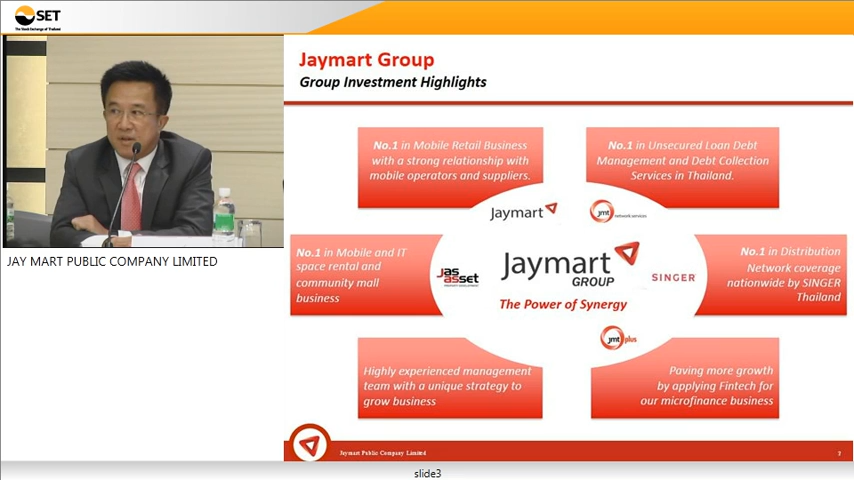 SET
The Stock Exchange of Thailand
JAY MART PUBLIC COMPANY LIMITED
Jaymart Group
Group Investment Highlights
No.1 in Mobile Retail Business
with a strong relationship with
mobile operators and suppliers.
No.1 in Unsecured Loan Debt
Management and Debt Collection
Services in Thailand.
Jaymart
jmt network services
No.1 in Mobile and IT
space rental and
community mall
business
Jas
asset
Jaymart
GROUP
The Power of Synergy
SINGER
No.1 in Distribution
Network coverage
nationwide by SINGER
Thailand
jmt plus
Highly experienced management
team with a unique strategy to
grow business
Paving more growth
by applying Fintech for
our microfinance business
Jaymart Public Company Limited
2
slide3